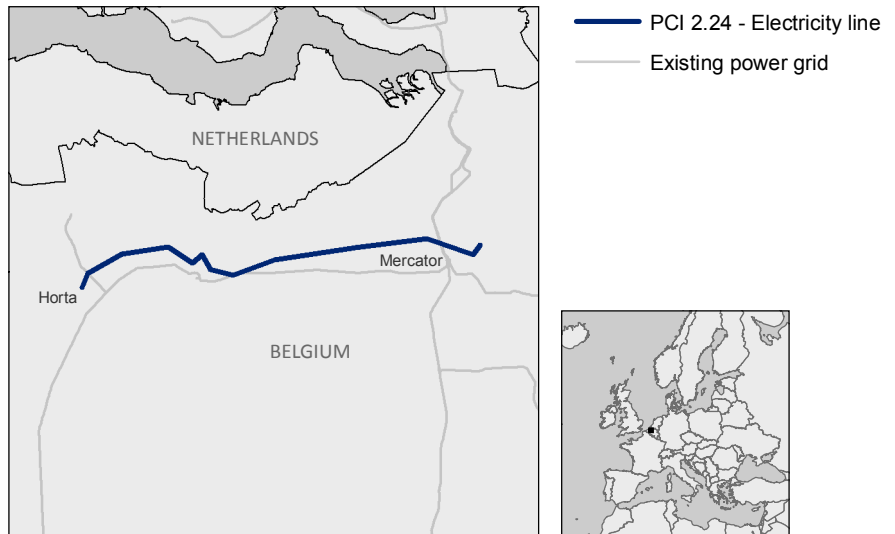 PCI 2.24 - Electricity line
Existing power grid
NETHERLANDS
Mercator
Horta
BELGIUM